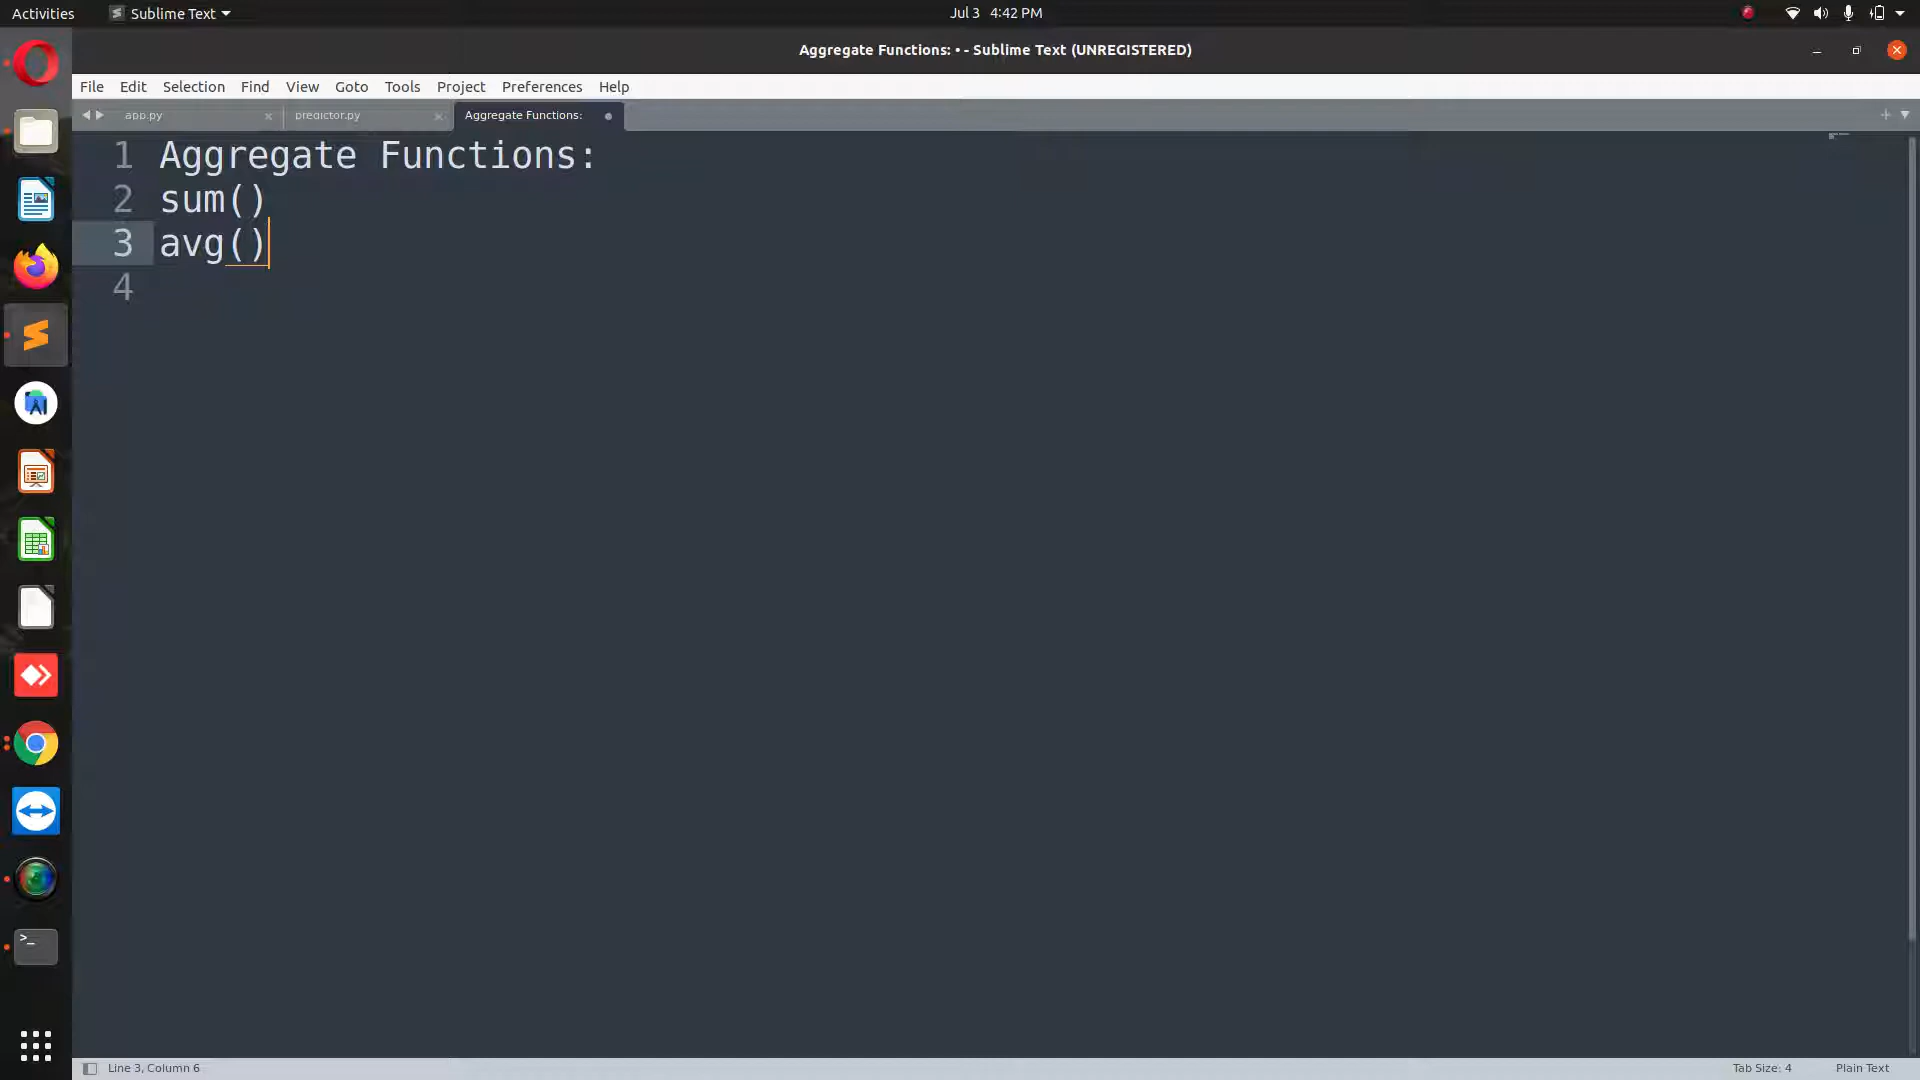 Activities Sublime Text Jul 3 4:42 PM
Aggregate Functions: • - Sublime Text (UNREGISTERED)
File Edit Selection Find View Goto Tools Project Preferences Help
app.py predictor.py Aggregate Functions:
1 Aggregate Functions:
2 sum()
3 avg()
4
Line 3, Column 6 Tab Size: 4 Plain Text